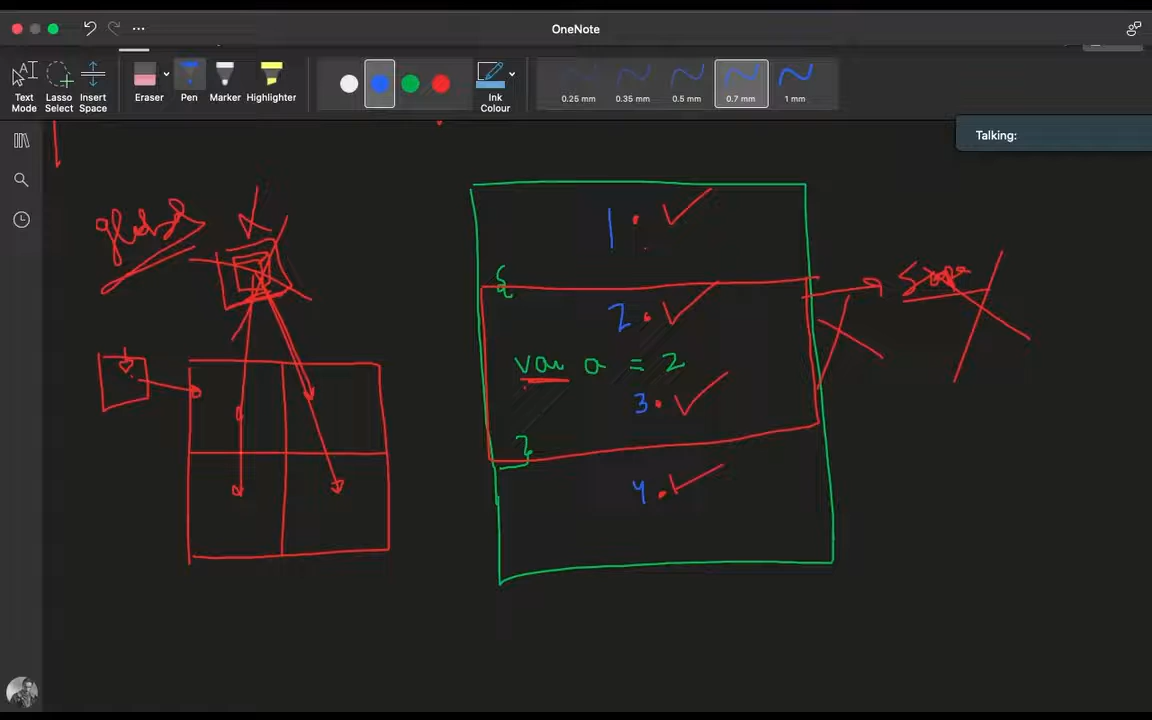 OneNote
Text Mode
Lasso Select
Insert Space
Eraser
Pen
Marker
Highlighter
Ink Colour
0.25 mm
0.35 mm
0.5 mm
0.7 mm
1 mm
Talking:
global
1 .
{
2 .
var a = 2
3 .
}
4 .
Scope